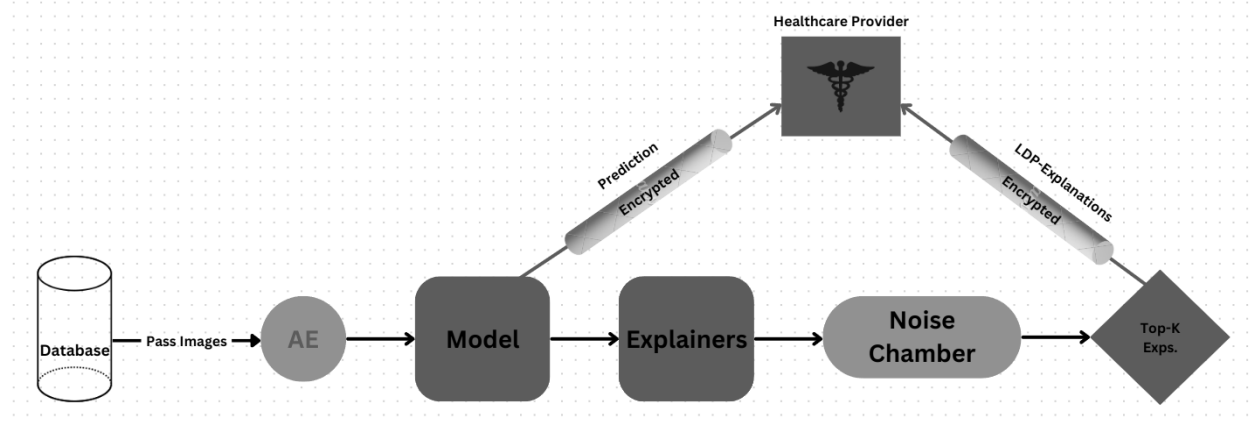 Healthcare Provider
Prediction
Encrypted
LDP-Explanations
Encrypted
Database
Pass Images
AE
Model
Explainers
Noise
Chamber
Top-K
Exps.